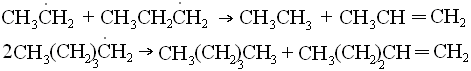 CH₃ĊH₂ + CH₃CH₂ĊH₂ → CH₃CH₃ + CH₃CH = CH₂
2CH₃(CH₂)₃ĊH₂ → CH₃(CH₂)₃CH₃ + CH₃(CH₂)₂CH = CH₂